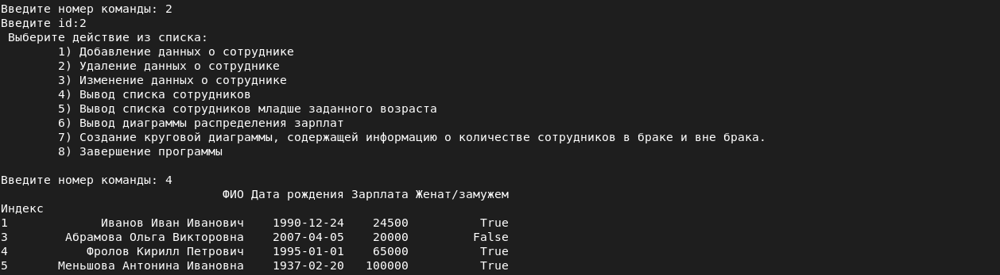 Введите номер команды: 2
Введите id:2
Выберите действие из списка:
1) Добавление данных о сотруднике
2) Удаление данных о сотруднике
3) Изменение данных о сотруднике
4) Вывод списка сотрудников
5) Вывод списка сотрудников младше заданного возраста
6) Вывод диаграммы распределения зарплат
7) Создание круговой диаграммы, содержащей информацию о количестве сотрудников в браке и вне брака.
8) Завершение программы
Введите номер команды: 4
ФИО Дата рождения Зарплата Женат/замужем
Индекс
1 Иванов Иван Иванович 1990-12-24 24500 True
3 Абрамова Ольга Викторовна 2007-04-05 20000 False
4 Фролов Кирилл Петрович 1995-01-01 65000 True
5 Меньшова Антонина Ивановна 1937-02-20 100000 True